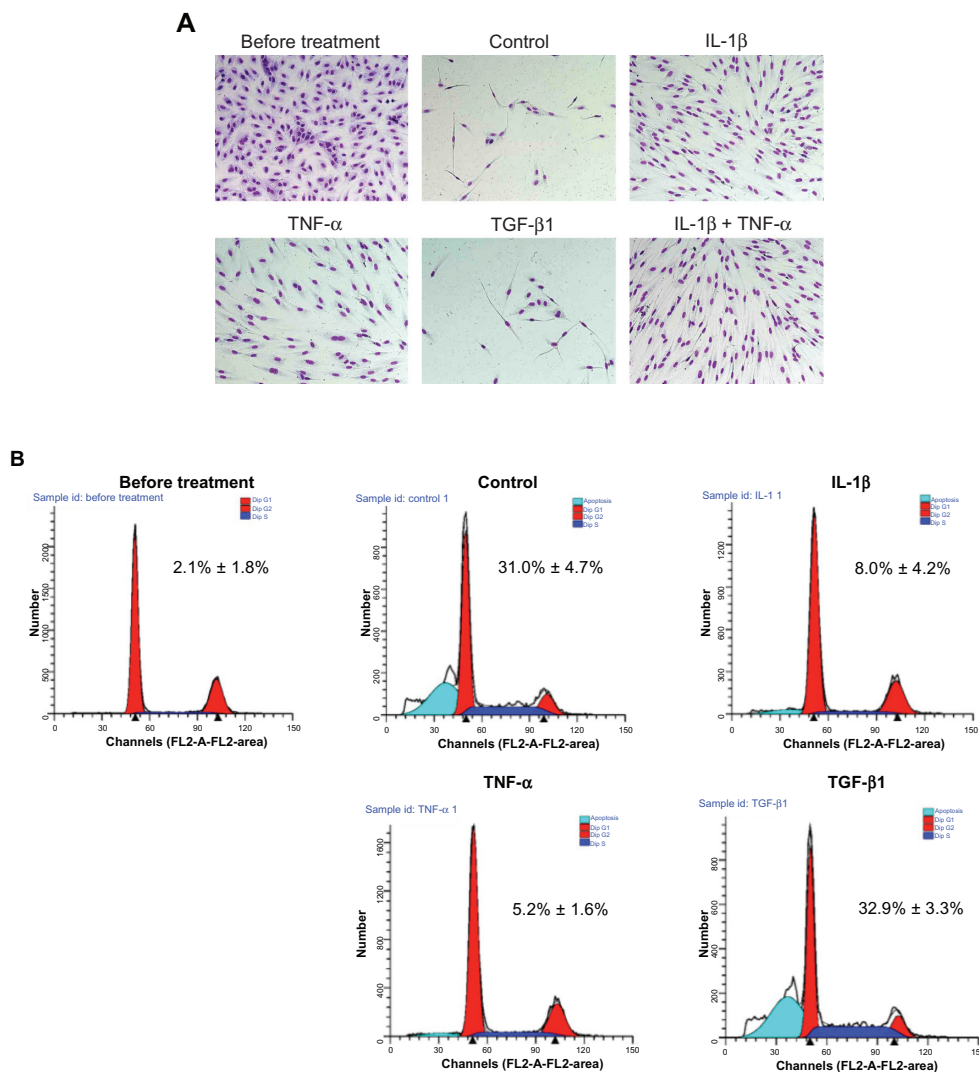 A
Before treatment
Control
IL-1β
TNF-α
TGF-β1
IL-1β + TNF-α
B
Before treatment
Sample id: before treatment
Dip G1
Dip G2
Dip S
2.1% ± 1.8%
Number
0 500 1000 1500 2000
0 30 60 90 120 150
Channels (FL2-A-FL2-area)
Control
Sample id: control 1
Apoptosis
Dip G1
Dip G2
Dip S
31.0% ± 4.7%
Number
0 200 400 600 800
0 30 60 90 120 150
Channels (FL2-A-FL2-area)
IL-1β
Sample id: IL-1 1
Apoptosis
Dip G1
Dip G2
Dip S
8.0% ± 4.2%
Number
0 300 600 900 1200
0 30 60 90 120 150
Channels (FL2-A-FL2-area)
TNF-α
Sample id: TNF-α 1
Apoptosis
Dip G1
Dip G2
Dip S
5.2% ± 1.6%
Number
0 400 800 1200 1600
0 30 60 90 120 150
Channels (FL2-A-FL2-area)
TGF-β1
Sample id: TGF-β1
Apoptosis
Dip G1
Dip G2
Dip S
32.9% ± 3.3%
Number
0 200 400 600 800
0 30 60 90 120 150
Channels (FL2-A-FL2-area)